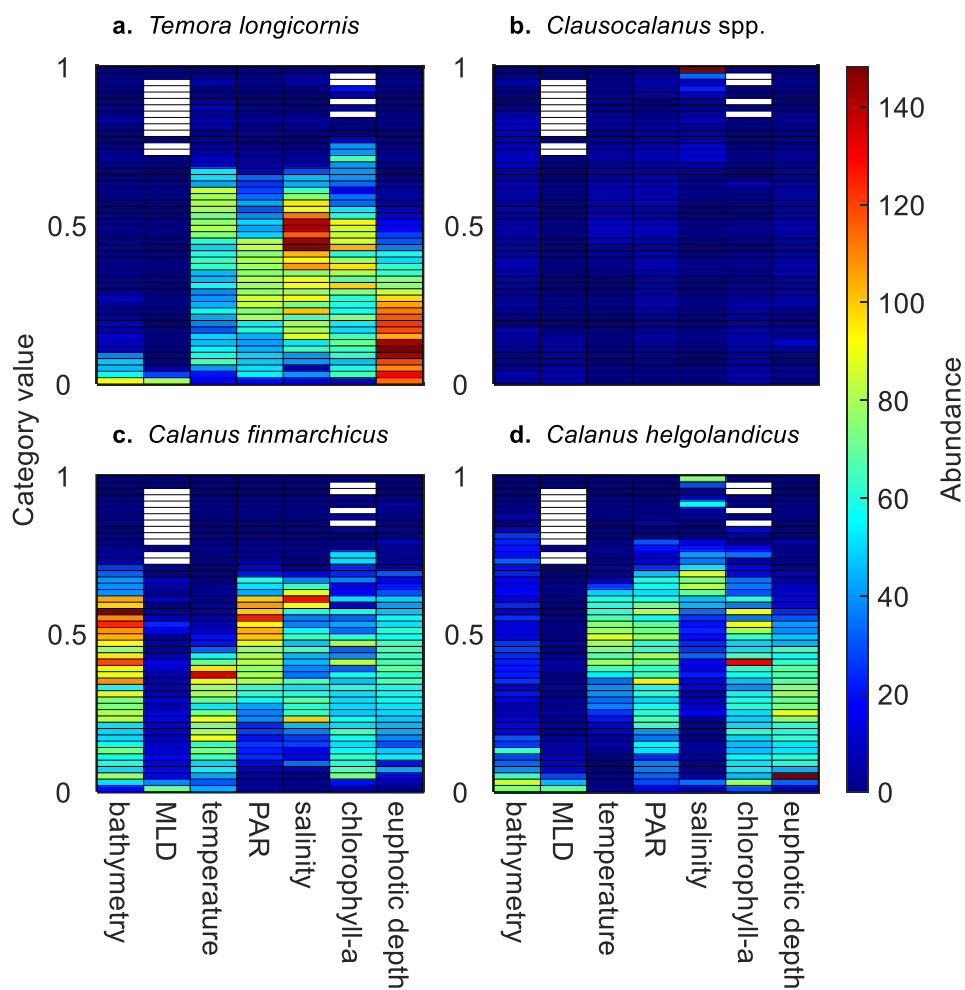 a. Temora longicornis
b. Clausocalanus spp.
1
0.5
0
1
0.5
0
c. Calanus finmarchicus
d. Calanus helgolandicus
1
0.5
0
1
0.5
0
Category value
bathymetry
MLD
temperature
PAR
salinity
chlorophyll-a
euphotic depth
bathymetry
MLD
temperature
PAR
salinity
chlorophyll-a
euphotic depth
140
120
100
80
60
40
20
0
Abundance